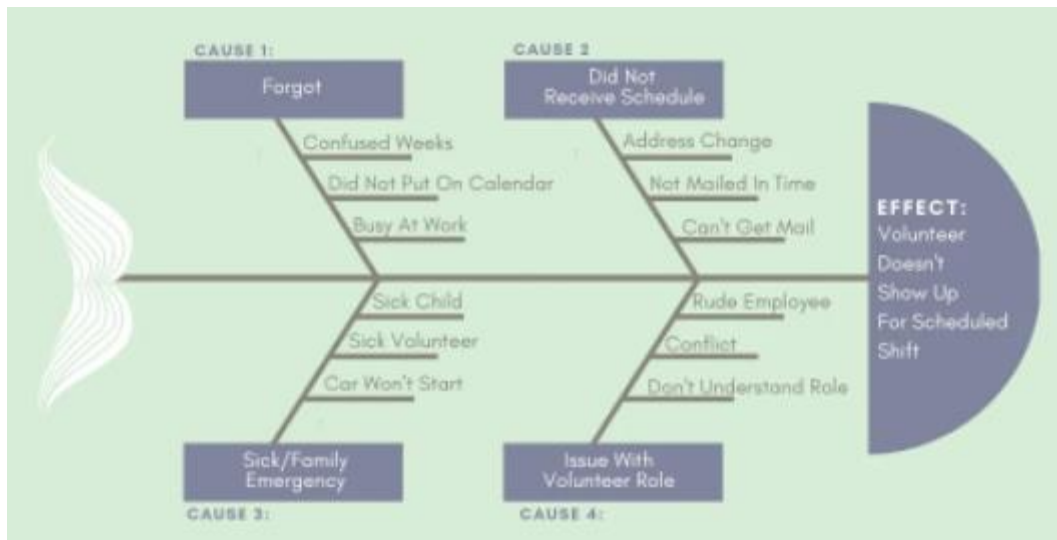 CAUSE 1:
Forgot
Confused Weeks
Did Not Put On Calendar
Busy At Work
CAUSE 2
Did Not
Receive Schedule
Address Change
Not Mailed In Time
Can't Get Mail
Sick Child
Sick Volunteer
Car Won't Start
Sick/Family
Emergency
CAUSE 3:
Rude Employee
Conflict
Don't Understand Role
Issue With
Volunteer Role
CAUSE 4:
EFFECT:
Volunteer
Doesn't
Show Up
For Scheduled
Shift